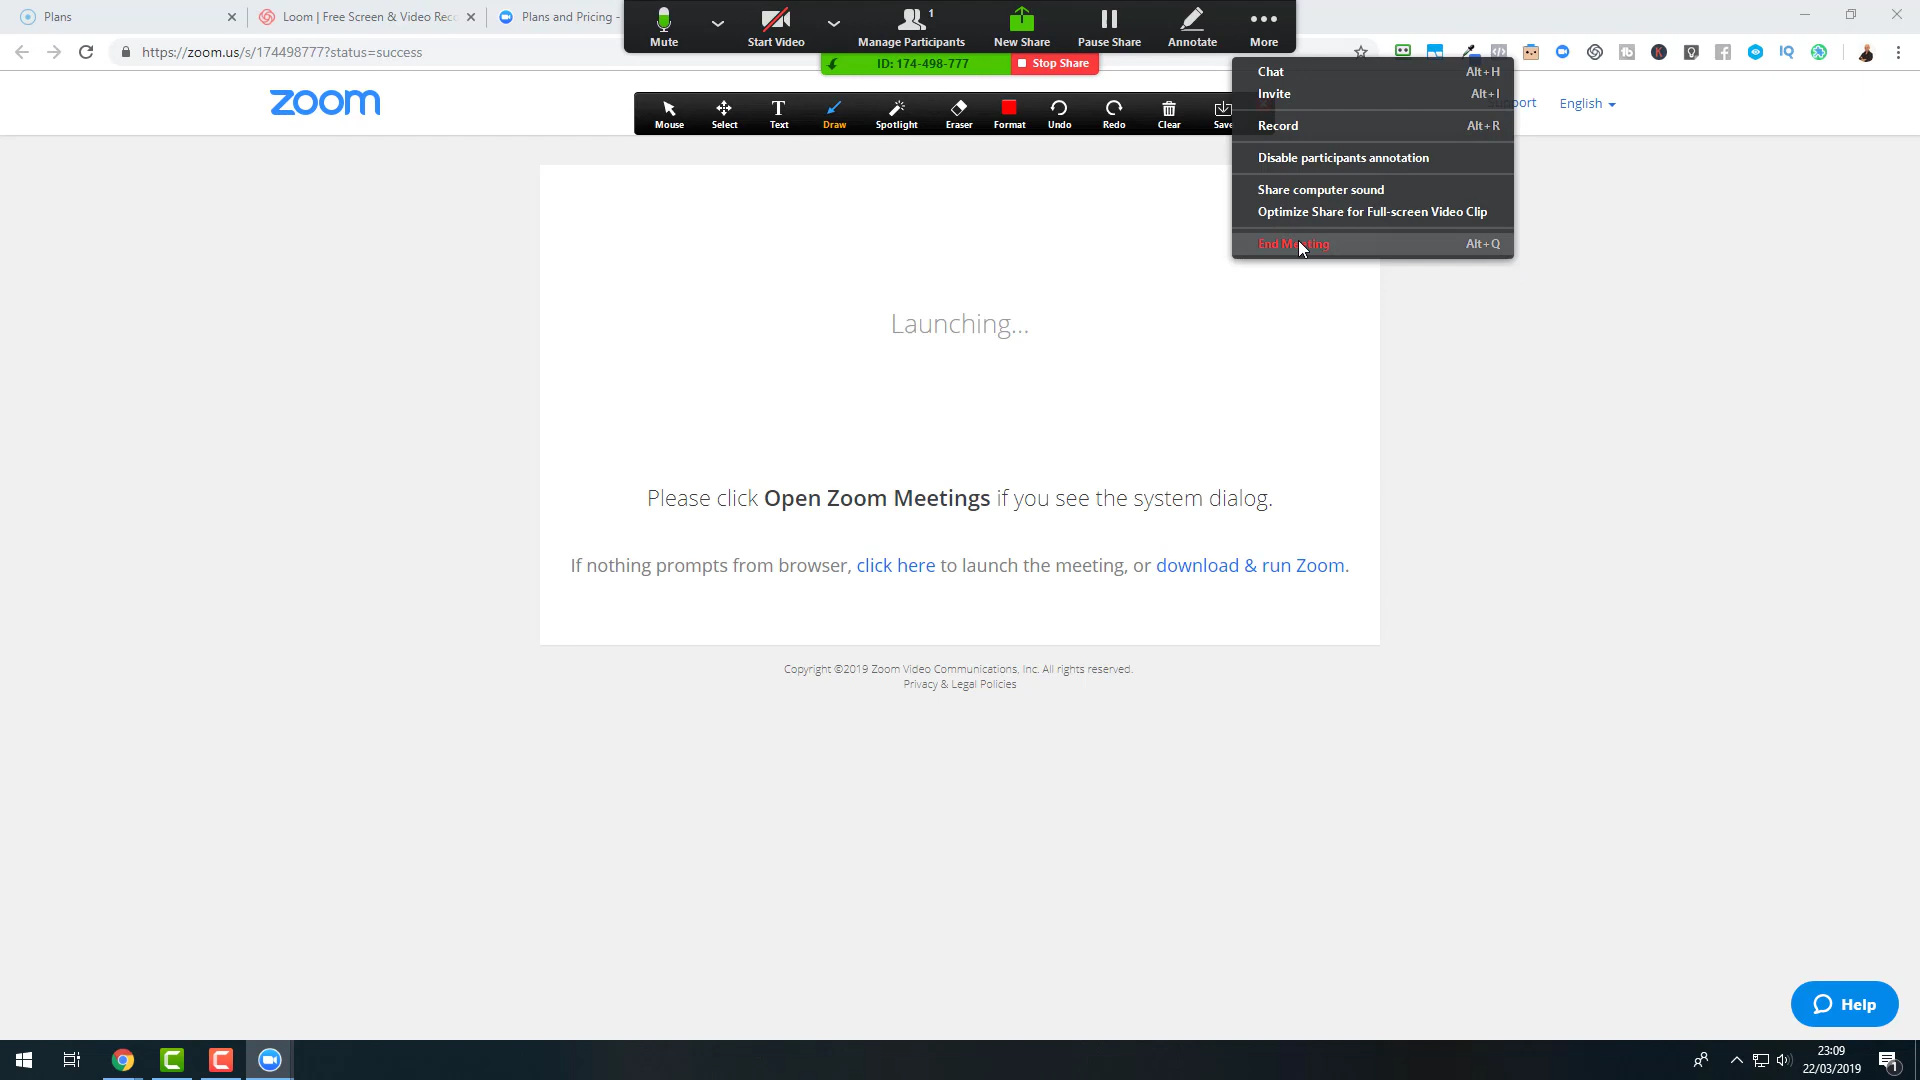 Plans
Loom | Free Screen & Video Rec
Plans and Pricing -
Mute
Start Video
Manage Participants
1
New Share
Pause Share
Annotate
More
https://zoom.us/s/174498777?status=success
ID: 174-498-777
Stop Share
zoom
Mouse
Select
Text
Draw
Spotlight
Eraser
Format
Undo
Redo
Clear
Save
Chat Alt+H
Invite Alt+I
Record Alt+R
Disable participants annotation
Share computer sound
Optimize Share for Full-screen Video Clip
End Meeting Alt+Q
Support
English
Launching...
Please click Open Zoom Meetings if you see the system dialog.
If nothing prompts from browser, click here to launch the meeting, or download & run Zoom.
Copyright ©2019 Zoom Video Communications, Inc. All rights reserved.
Privacy & Legal Policies
Help
23:09
22/03/2019
1